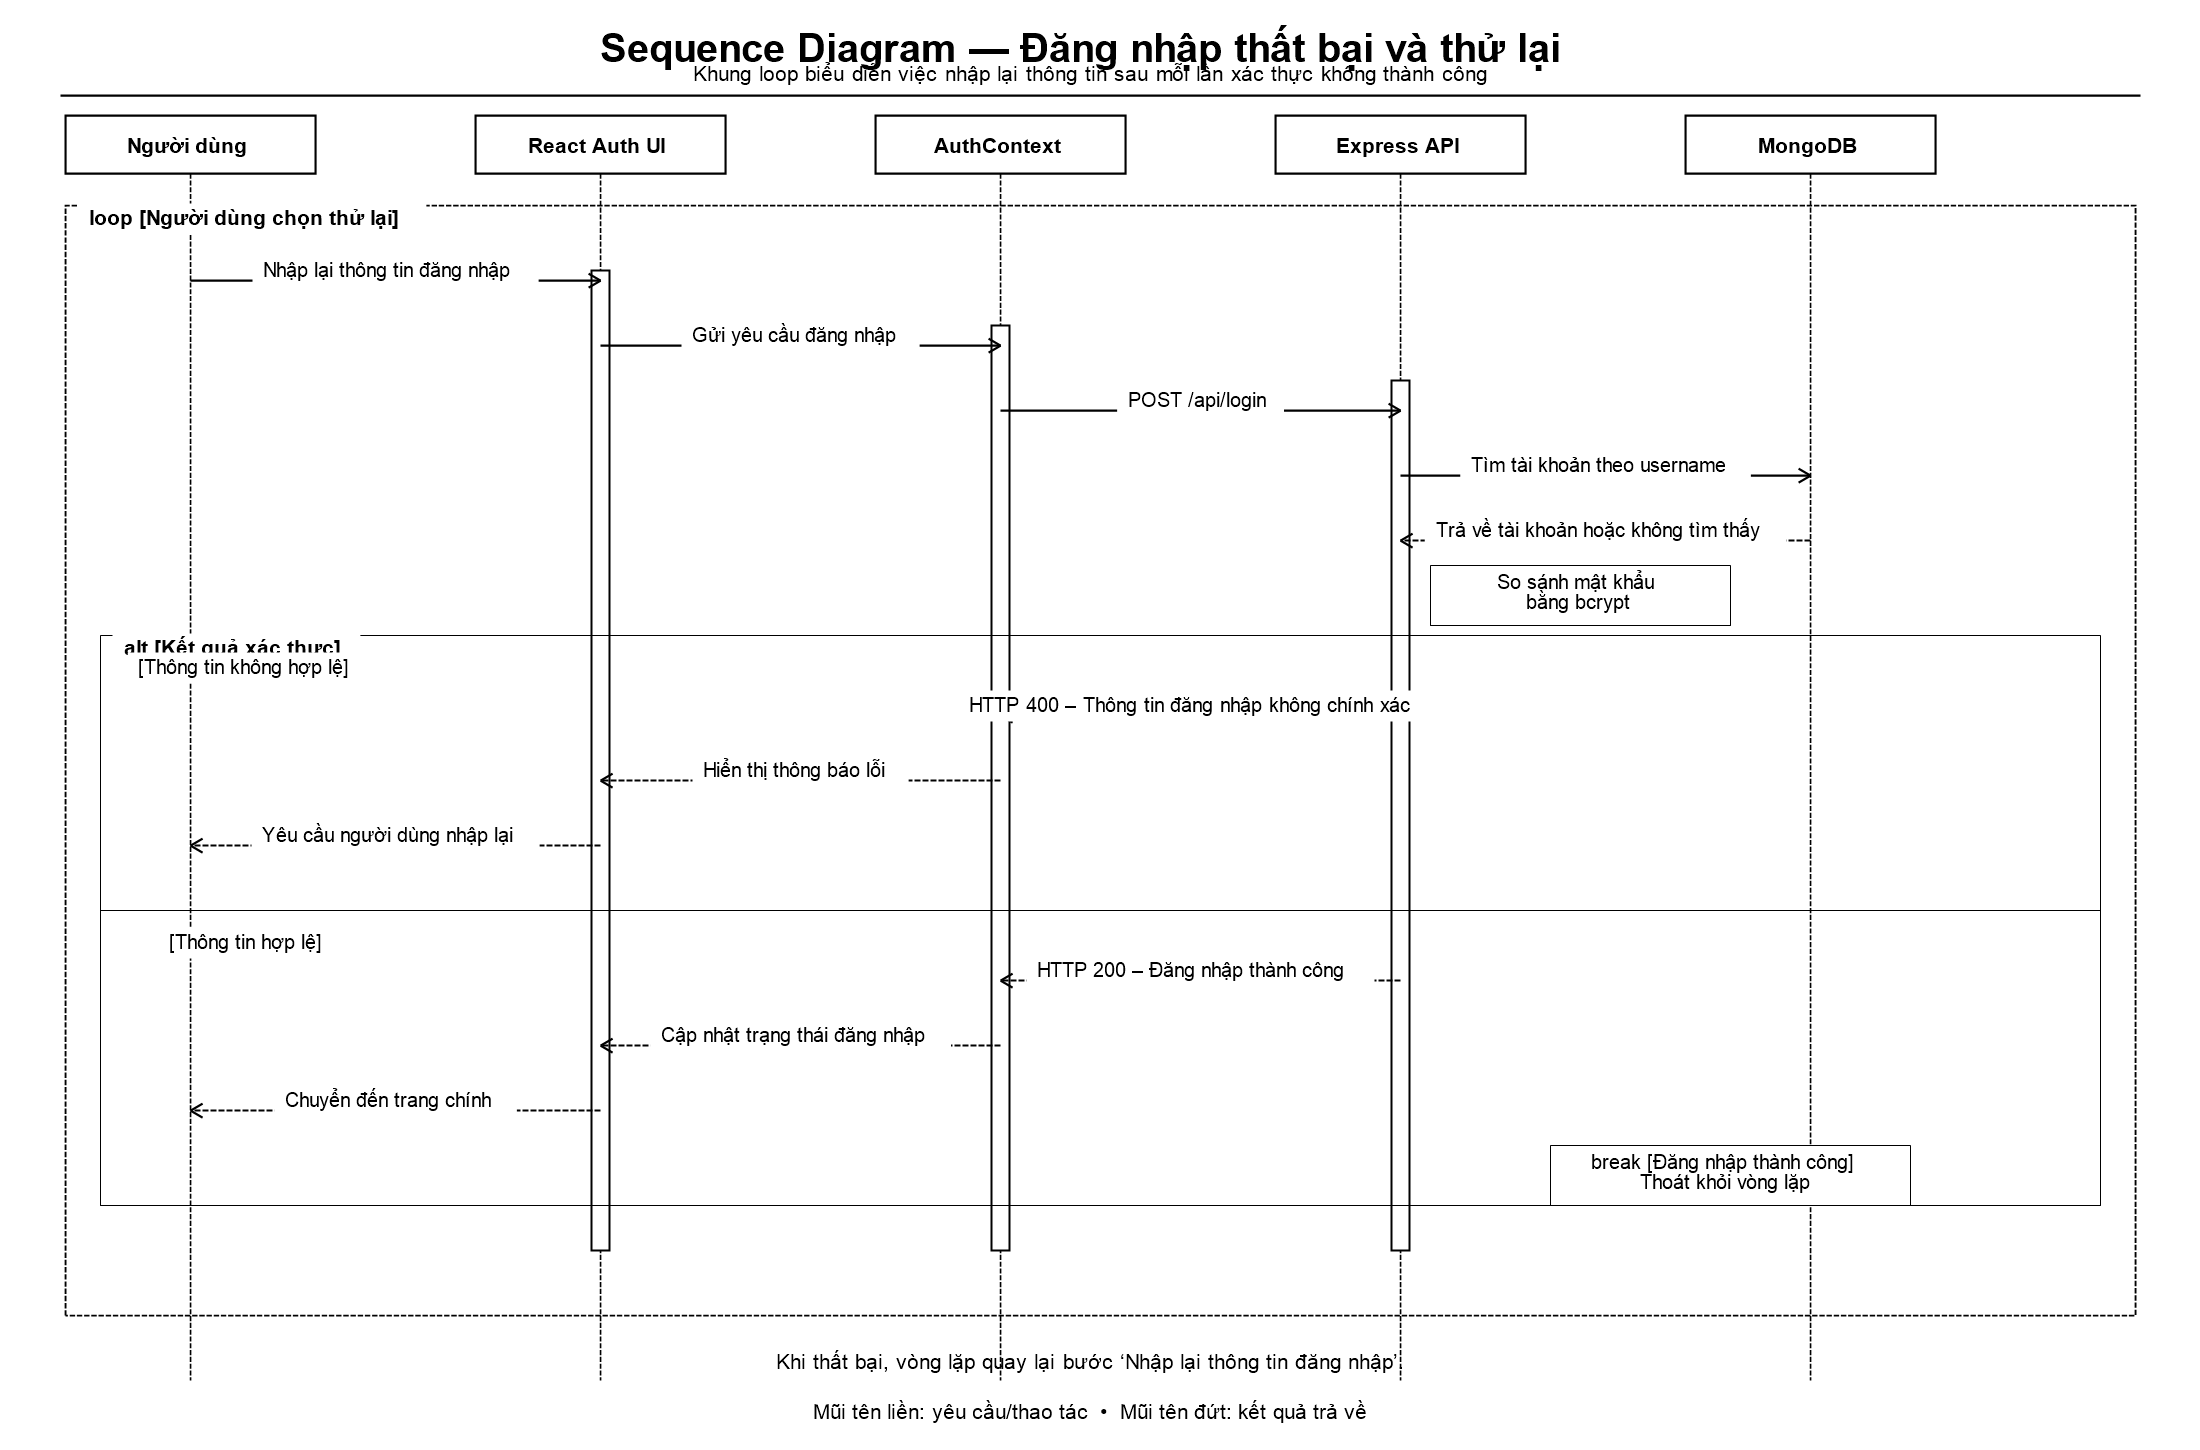 Sequence Diagram — Đăng nhập thất bại và thử lại
Khung loop biểu diễn việc nhập lại thông tin sau mỗi lần xác thực không thành công
Người dùng
React Auth UI
AuthContext
Express API
MongoDB
loop [Người dùng chọn thử lại]
Nhập lại thông tin đăng nhập
Gửi yêu cầu đăng nhập
POST /api/login
Tìm tài khoản theo username
Trả về tài khoản hoặc không tìm thấy
So sánh mật khẩu
bằng bcrypt
alt [Kết quả xác thực]
[Thông tin không hợp lệ]
HTTP 400 – Thông tin đăng nhập không chính xác
Hiển thị thông báo lỗi
Yêu cầu người dùng nhập lại
[Thông tin hợp lệ]
HTTP 200 – Đăng nhập thành công
Cập nhật trạng thái đăng nhập
Chuyển đến trang chính
break [Đăng nhập thành công]
Thoát khỏi vòng lặp
Khi thất bại, vòng lặp quay lại bước ‘Nhập lại thông tin đăng nhập’.
Mũi tên liền: yêu cầu/thao tác • Mũi tên đứt: kết quả trả về